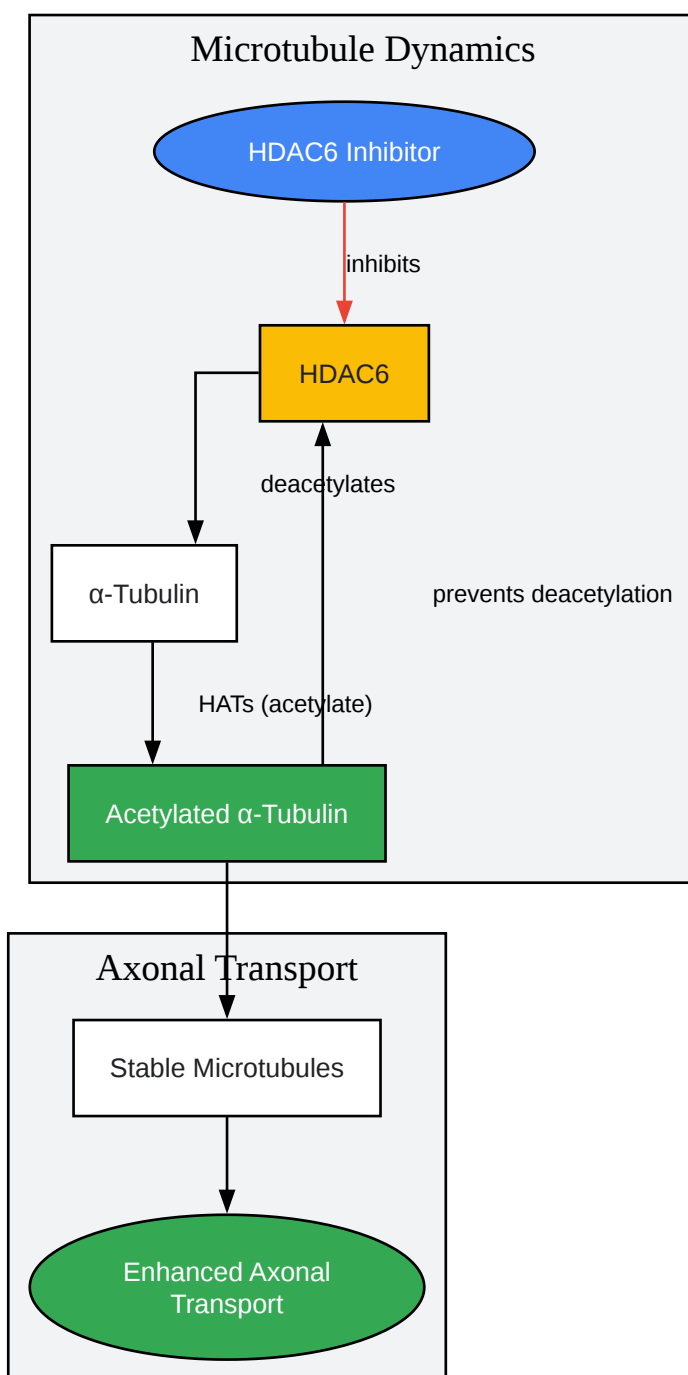 Microtubule Dynamics
HDAC6 Inhibitor
inhibits
HDAC6
deacetylates
α-Tubulin
prevents deacetylation
HATs (acetylate)
Acetylated α-Tubulin
Axonal Transport
Stable Microtubules
Enhanced Axonal
Transport